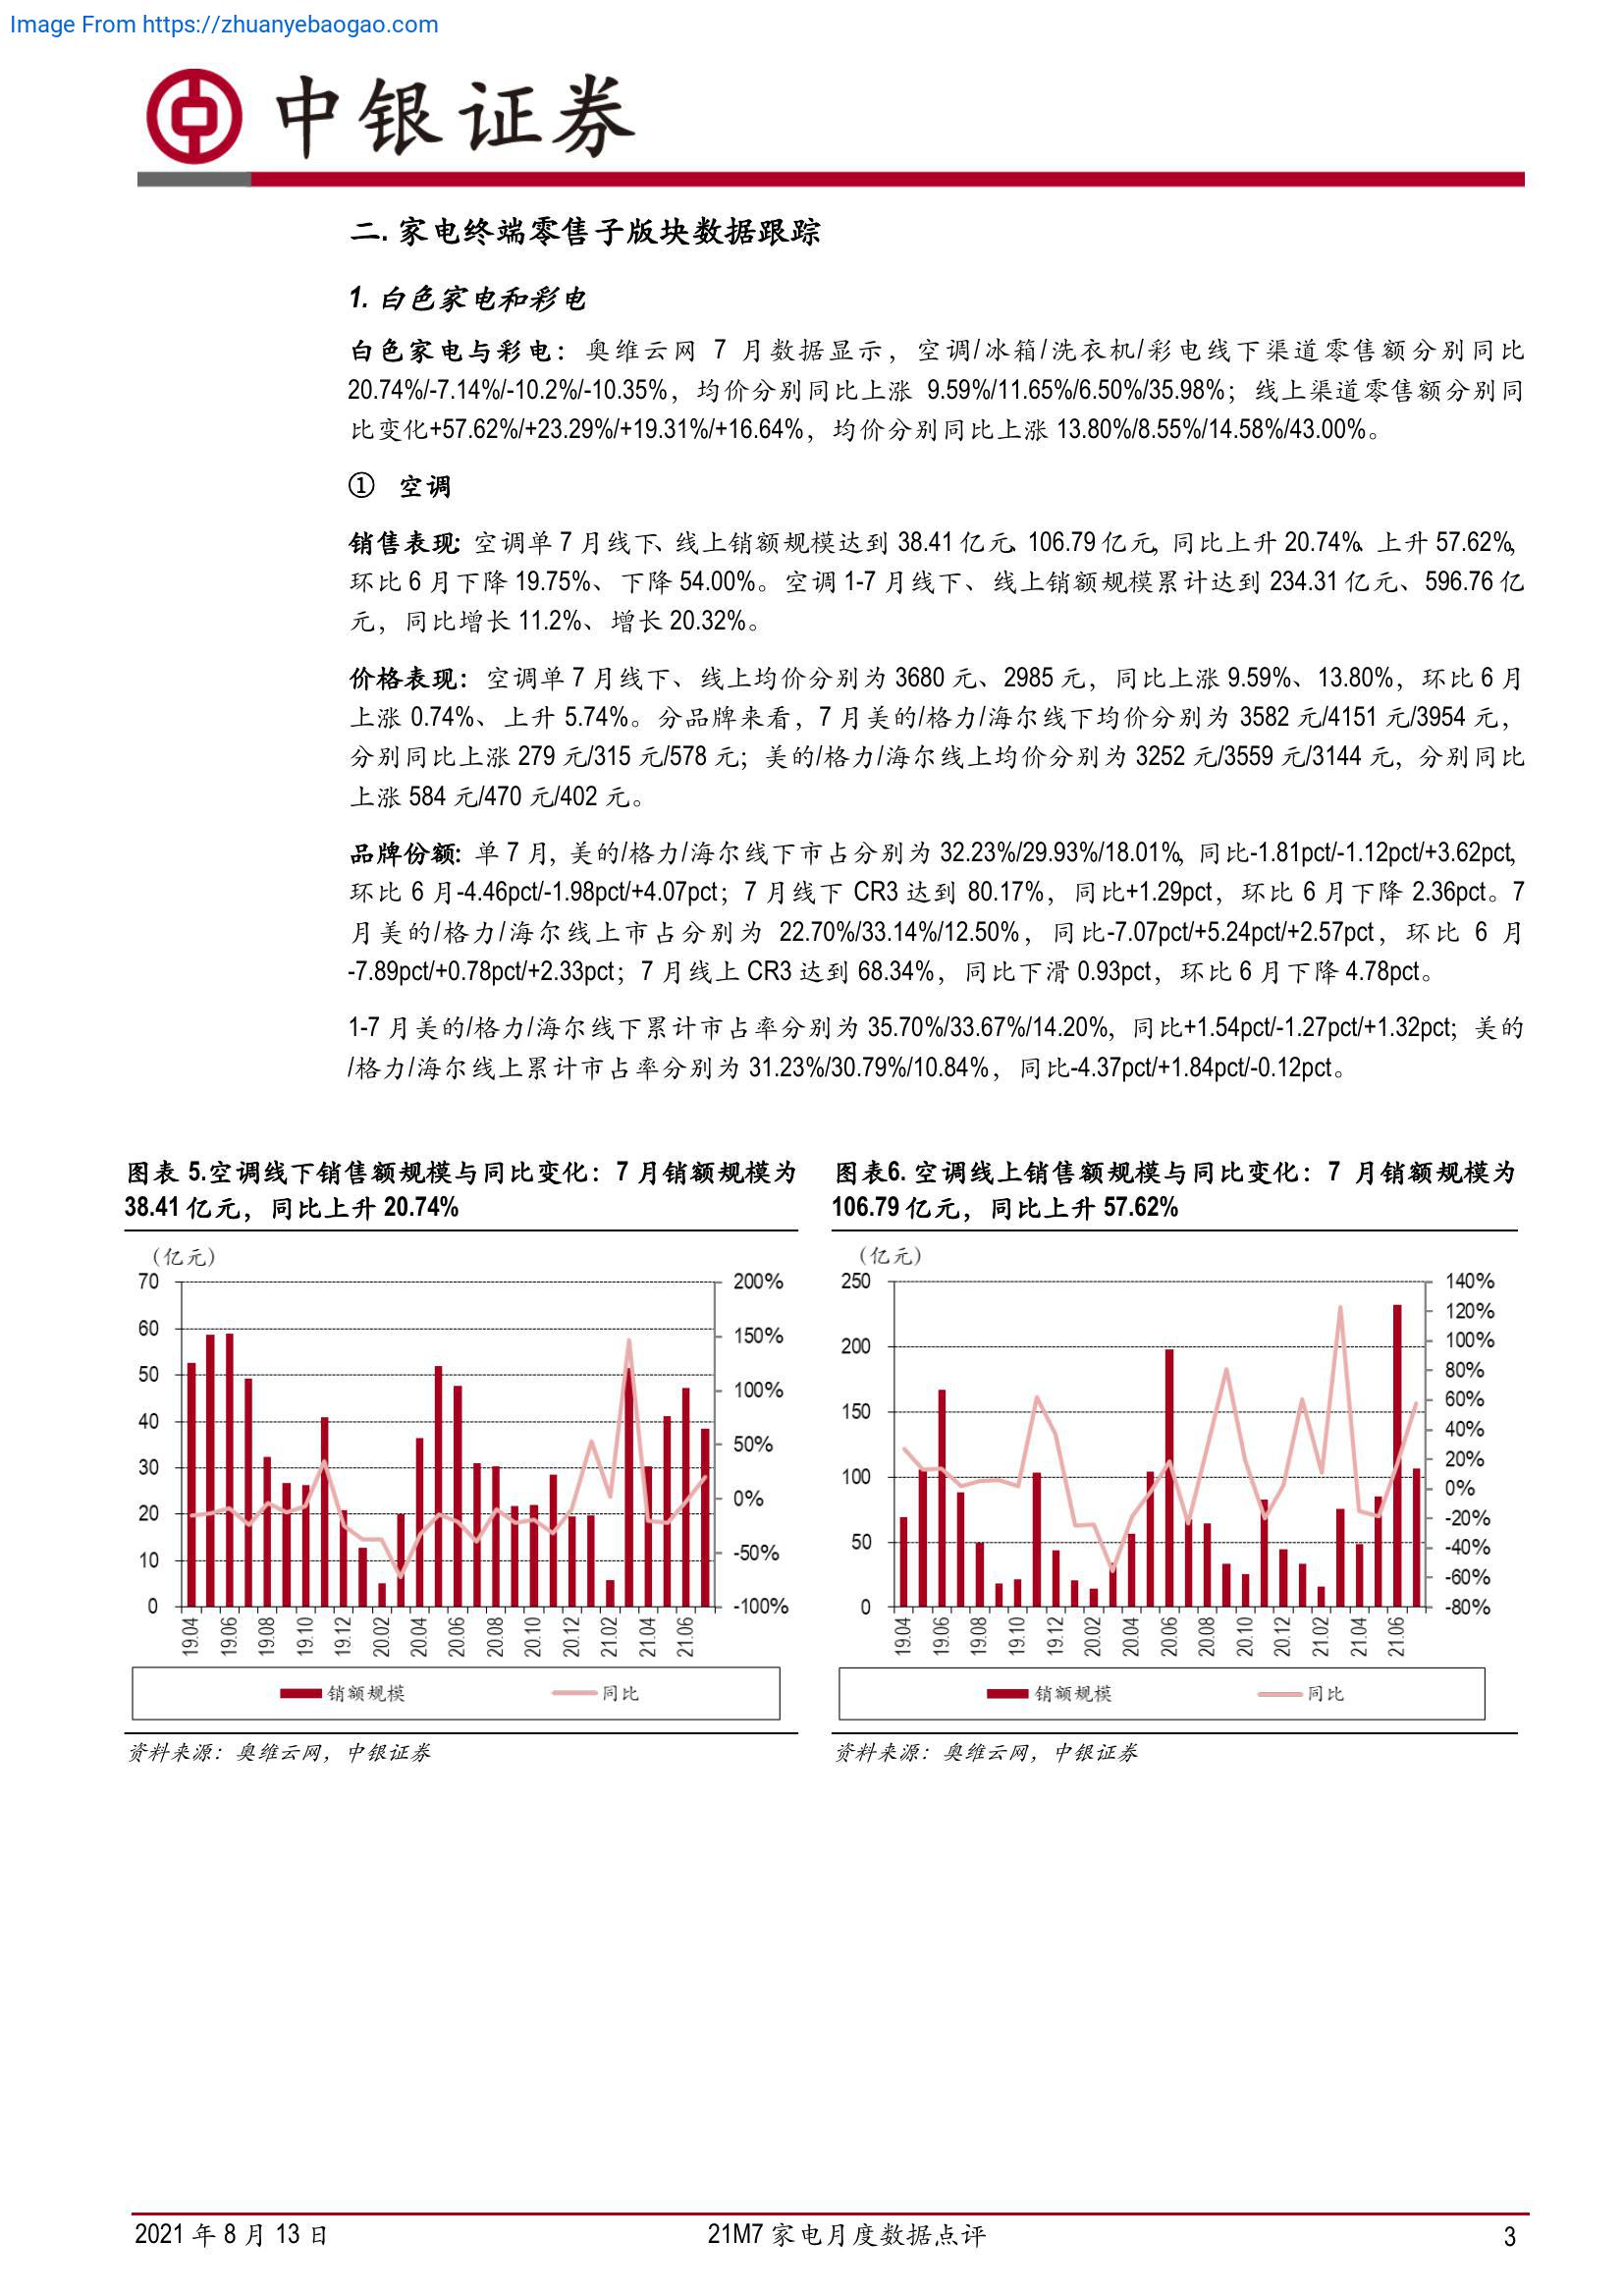 Image From https://zhuanyebaogao.com
中银证券
二. 家电终端零售子版块数据跟踪
1. 白色家电和彩电
白色家电与彩电：奥维云网 7 月数据显示，空调/冰箱/洗衣机/彩电线下渠道零售额分别同比
20.74%/-7.14%/-10.2%/-10.35%，均价分别同比上涨 9.59%/11.65%/6.50%/35.98%；线上渠道零售额分别同
比变化+57.62%/+23.29%/+19.31%/+16.64%，均价分别同比上涨 13.80%/8.55%/14.58%/43.00%。
① 空调
销售表现：空调单 7 月线下、线上销额规模达到 38.41 亿元、106.79 亿元，同比上升 20.74%、上升 57.62%，
环比 6 月下降 19.75%、下降 54.00%。空调 1-7 月线下、线上销额规模累计达到 234.31 亿元、596.76 亿
元，同比增长 11.2%、增长 20.32%。
价格表现：空调单 7 月线下、线上均价分别为 3680 元、2985 元，同比上涨 9.59%、13.80%，环比 6 月
上涨 0.74%、上升 5.74%。分品牌来看，7 月美的/格力/海尔线下均价分别为 3582 元/4151 元/3954 元，
分别同比上涨 279 元/315 元/578 元；美的/格力/海尔线上均价分别为 3252 元/3559 元/3144 元，分别同比
上涨 584 元/470 元/402 元。
品牌份额：单 7 月，美的/格力/海尔线下市占分别为 32.23%/29.93%/18.01%，同比-1.81pct/-1.12pct/+3.62pct，
环比 6 月-4.46pct/-1.98pct/+4.07pct；7 月线下 CR3 达到 80.17%，同比+1.29pct，环比 6 月下降 2.36pct。7
月美的/格力/海尔线上市占分别为 22.70%/33.14%/12.50%，同比-7.07pct/+5.24pct/+2.57pct，环比 6 月
-7.89pct/+0.78pct/+2.33pct；7 月线上 CR3 达到 68.34%，同比下滑 0.93pct，环比 6 月下降 4.78pct。
1-7 月美的/格力/海尔线下累计市占率分别为 35.70%/33.67%/14.20%，同比+1.54pct/-1.27pct/+1.32pct；美的
/格力/海尔线上累计市占率分别为 31.23%/30.79%/10.84%，同比-4.37pct/+1.84pct/-0.12pct。
图表 5.空调线下销售额规模与同比变化：7 月销额规模为
38.41 亿元，同比上升 20.74%
（亿元）
70
60
50
40
30
20
10
0
200%
150%
100%
50%
0%
-50%
-100%
19.04 19.06 19.08 19.10 19.12 20.02 20.04 20.06 20.08 20.10 20.12 21.02 21.04 21.06
销额规模 同比
资料来源：奥维云网，中银证券
图表6. 空调线上销售额规模与同比变化：7 月销额规模为
106.79 亿元，同比上升 57.62%
（亿元）
250
200
150
100
50
0
140%
120%
100%
80%
60%
40%
20%
0%
-20%
-40%
-60%
-80%
19.04 19.06 19.08 19.10 19.12 20.02 20.04 20.06 20.08 20.10 20.12 21.02 21.04 21.06
销额规模 同比
资料来源：奥维云网，中银证券
2021 年 8 月 13 日 21M7 家电月度数据点评 3